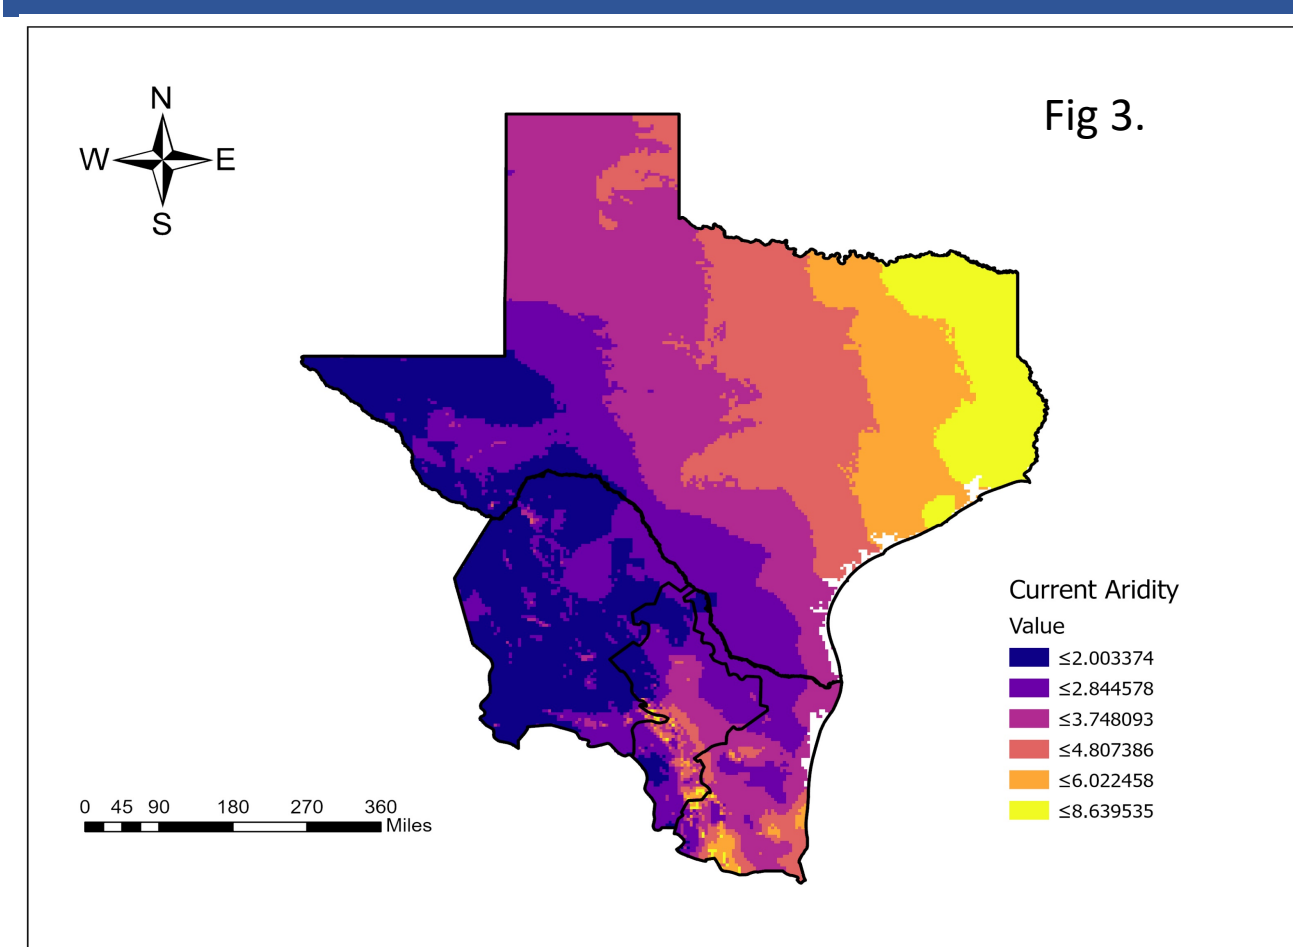 N
Fig 3.
W E
S
Current Aridity
Value
≤2.003374
≤2.844578
≤3.748093
≤4.807386
≤6.022458
≤8.639535
0 45 90 180 270 360
Miles